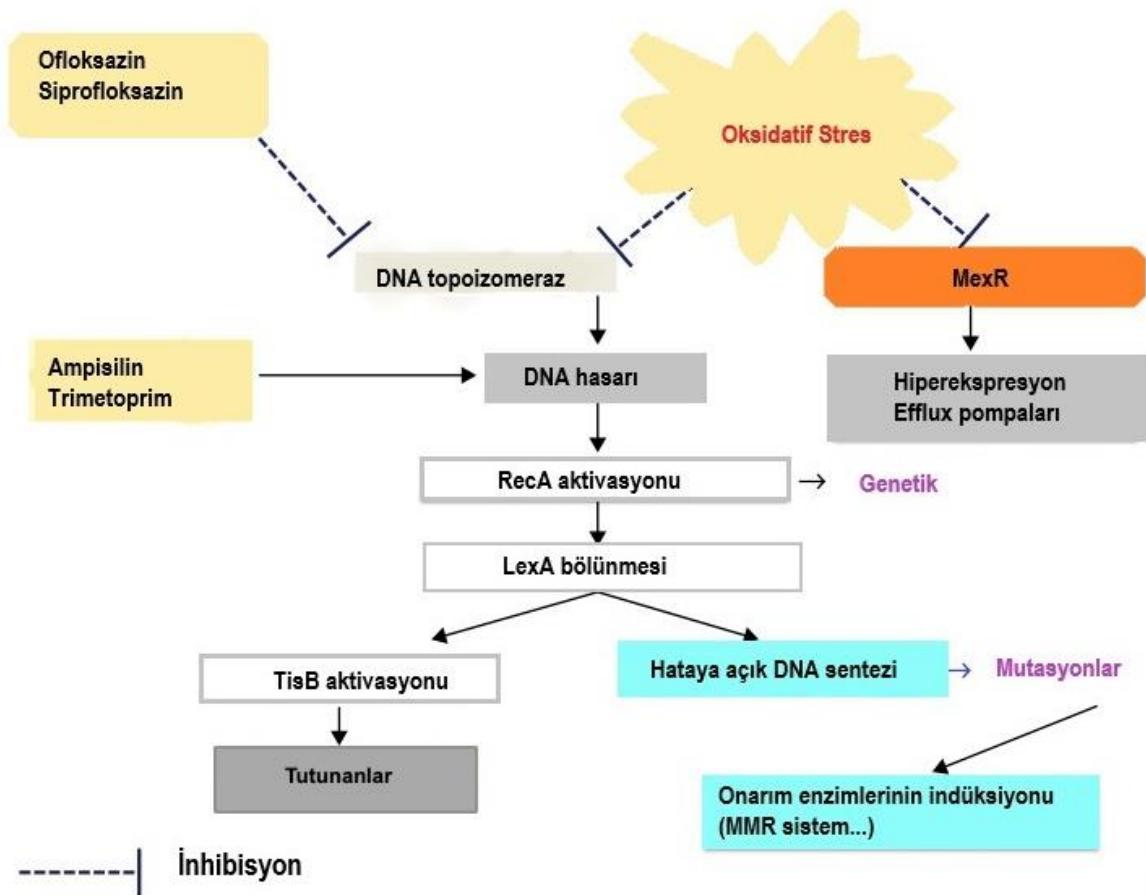 Ofloksazin
Siprofloksazin
Oksidatif Stres
DNA topoizomeraz
MexR
Ampisilin
Trimetoprim
DNA hasarı
Hiperekspresyon
Efflux pompaları
RecA aktivasyonu
Genetik
LexA bölünmesi
TisB aktivasyonu
Hataya açık DNA sentezi
Mutasyonlar
Tutunanlar
Onarım enzimlerinin indüksiyonu
(MMR sistem...)
İnhibisyon